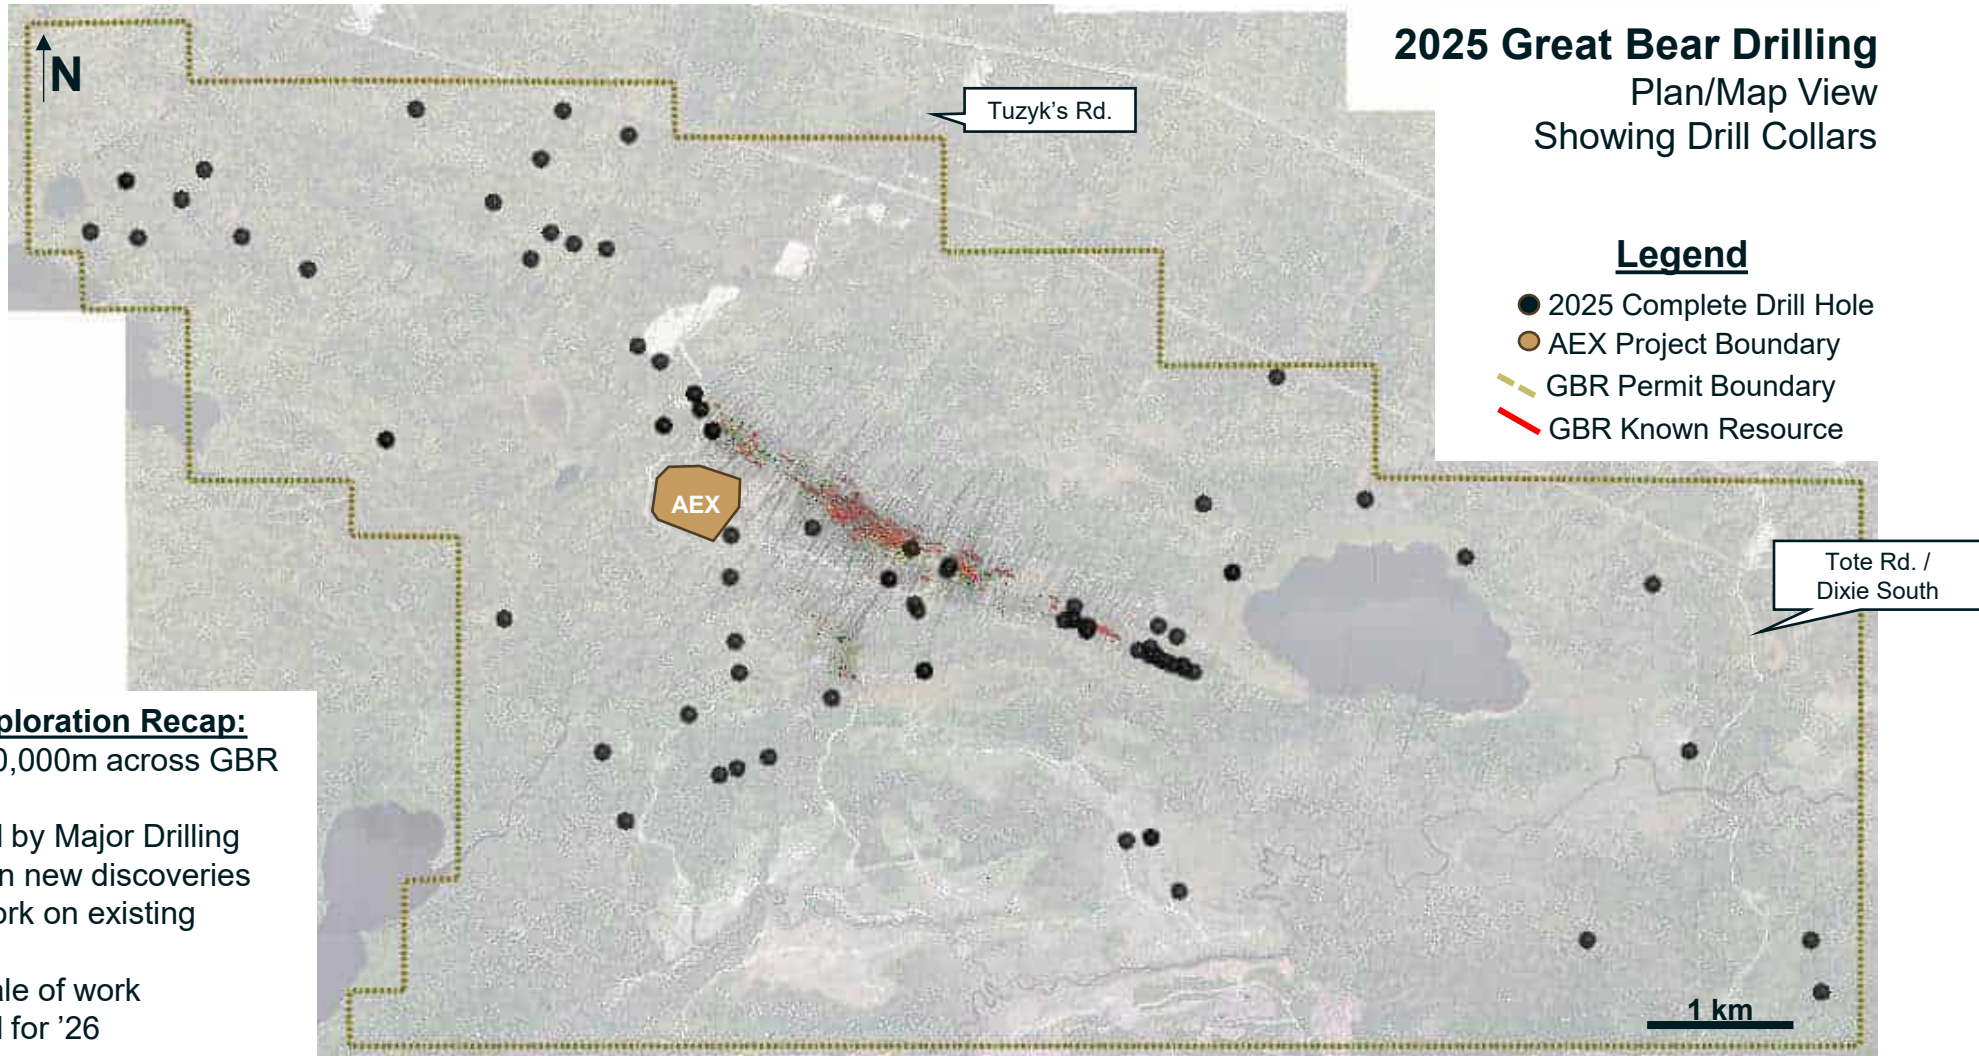 N
2025 Great Bear Drilling
Plan/Map View
Showing Drill Collars
Tuzyk's Rd.
Legend
2025 Complete Drill Hole
AEX Project Boundary
GBR Permit Boundary
GBR Known Resource
AEX
Tote Rd. /
Dixie South
ploration Recap:
0,000m across GBR
l by Major Drilling
n new discoveries
ork on existing
ale of work
l for ’26
1 km